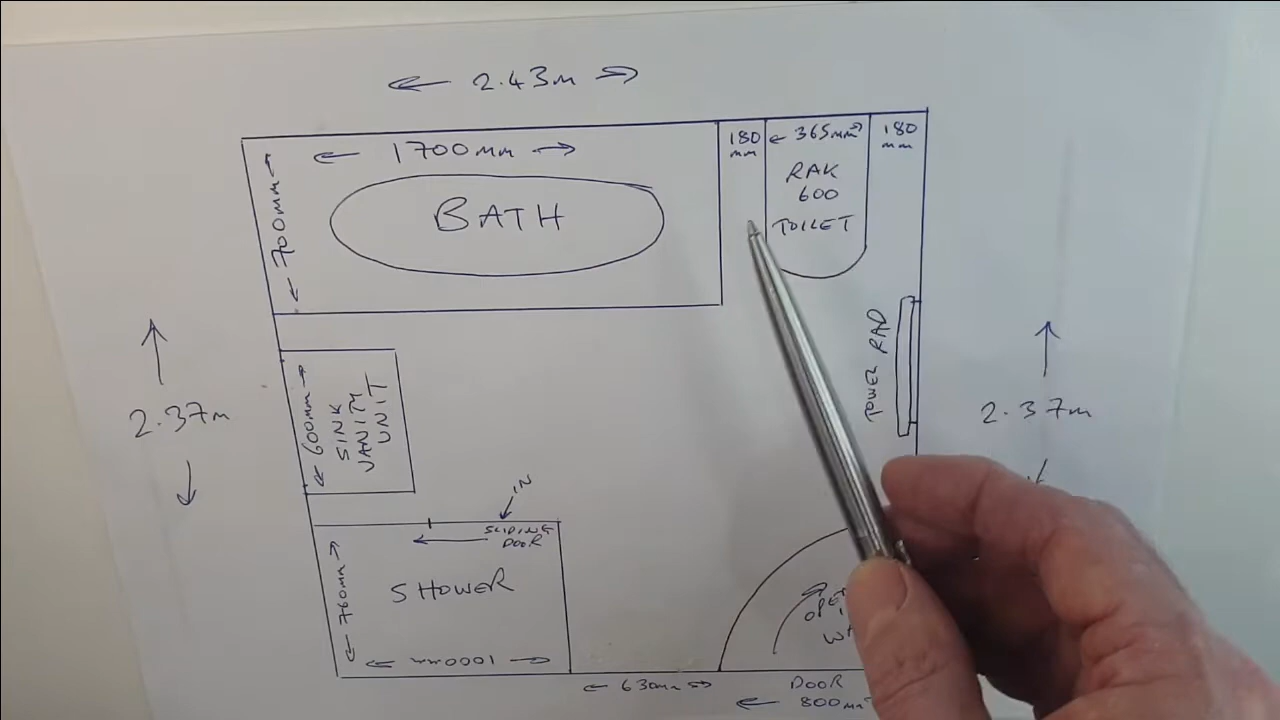 2.43m
1700mm
180
mm
365mm
180
mm
700mm
BATH
RAK
600
TOILET
2.37m
600mm
SINK
VANITY
UNIT
TOWER RAD
2.37m
IN
SLIDING
DOOR
760mm
SHOWER
1000mm
630mm
DOOR
800mm